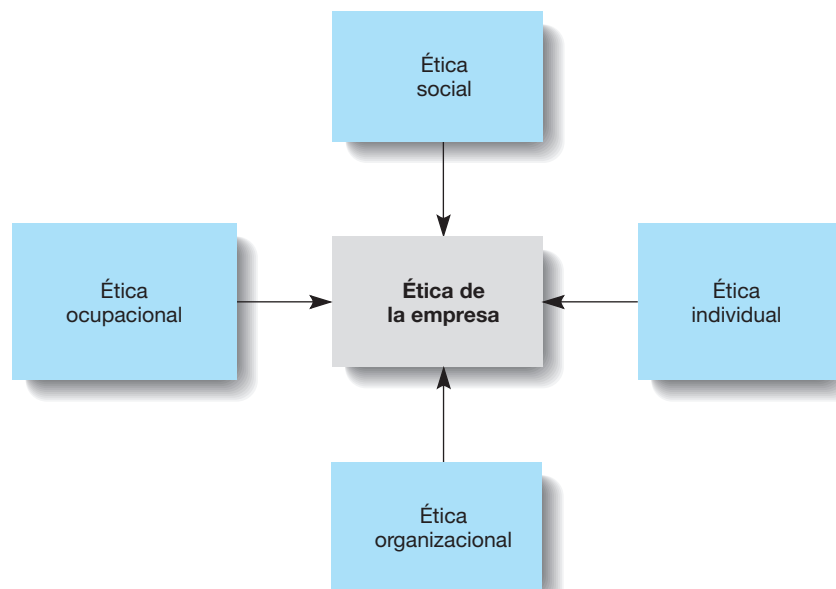 Ética
social
Ética
ocupacional
Ética de
la empresa
Ética
individual
Ética
organizacional